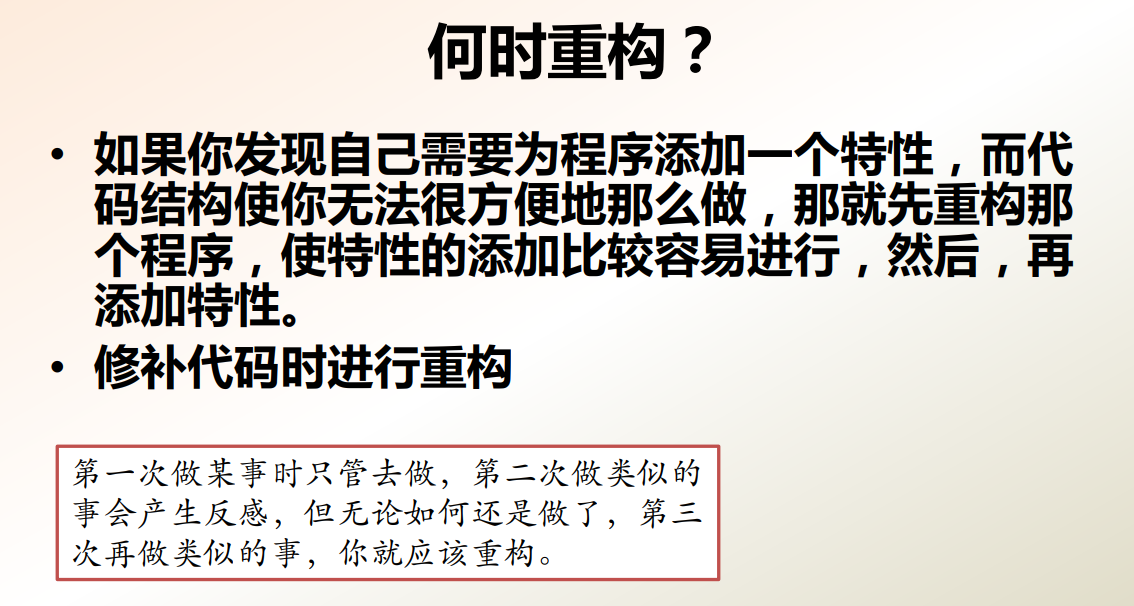 何时重构？
• 如果你发现自己需要为程序添加一个特性，而代
码结构使你无法很方便地那么做，那就先重构那
个程序，使特性的添加比较容易进行，然后，再
添加特性。
• 修补代码时进行重构
第一次做某事时只管去做，第二次做类似的
事会产生反感，但无论如何还是做了，第三
次再做类似的事，你就应该重构。